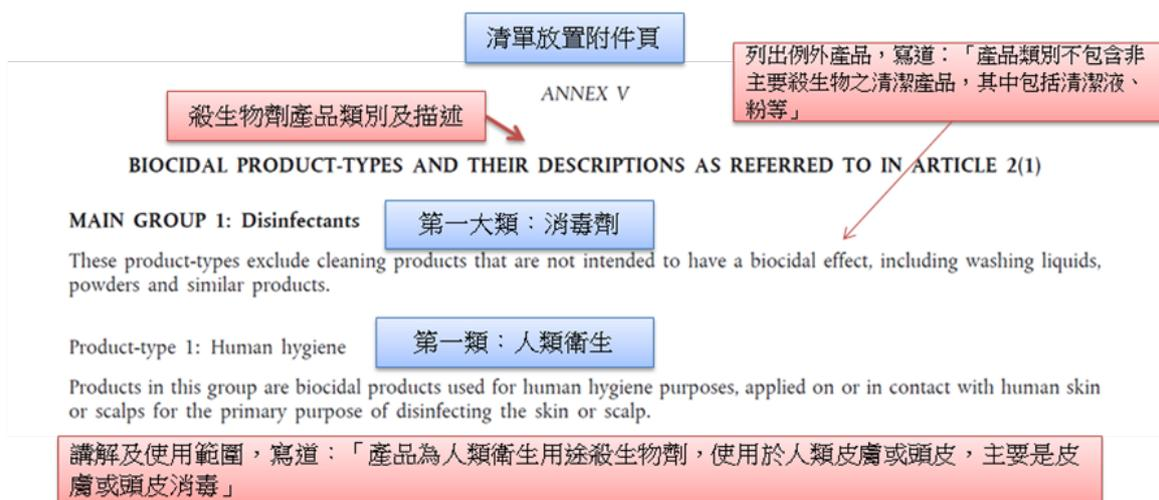 清單放置附件頁
列出例外產品，寫道：「產品類別不包含非
主要殺生物之清潔產品，其中包括清潔液、
粉等」
ANNEX V
殺生物劑產品類別及描述
BIOCIDAL PRODUCT-TYPES AND THEIR DESCRIPTIONS AS REFERRED TO IN ARTICLE 2(1)
MAIN GROUP 1: Disinfectants
第一大類：消毒劑
These product-types exclude cleaning products that are not intended to have a biocidal effect, including washing liquids,
powders and similar products.
Product-type 1: Human hygiene
第一類：人類衛生
Products in this group are biocidal products used for human hygiene purposes, applied on or in contact with human skin
or scalps for the primary purpose of disinfecting the skin or scalp.
講解及使用範圍，寫道：「產品為人類衛生用途殺生物劑，使用於人類皮膚或頭皮，主要是皮
膚或頭皮消毒」